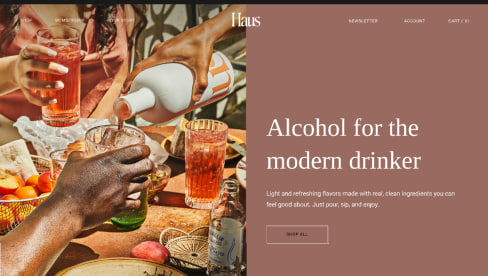 SHOP
MEMBERSHIP
OUR STORY
Haus
NEWSLETTER
ACCOUNT
CART ( 0 )
Alcohol for the
modern drinker
Light and refreshing flavors made with real, clean ingredients you can
feel good about. Just pour, sip, and enjoy.
SHOP ALL